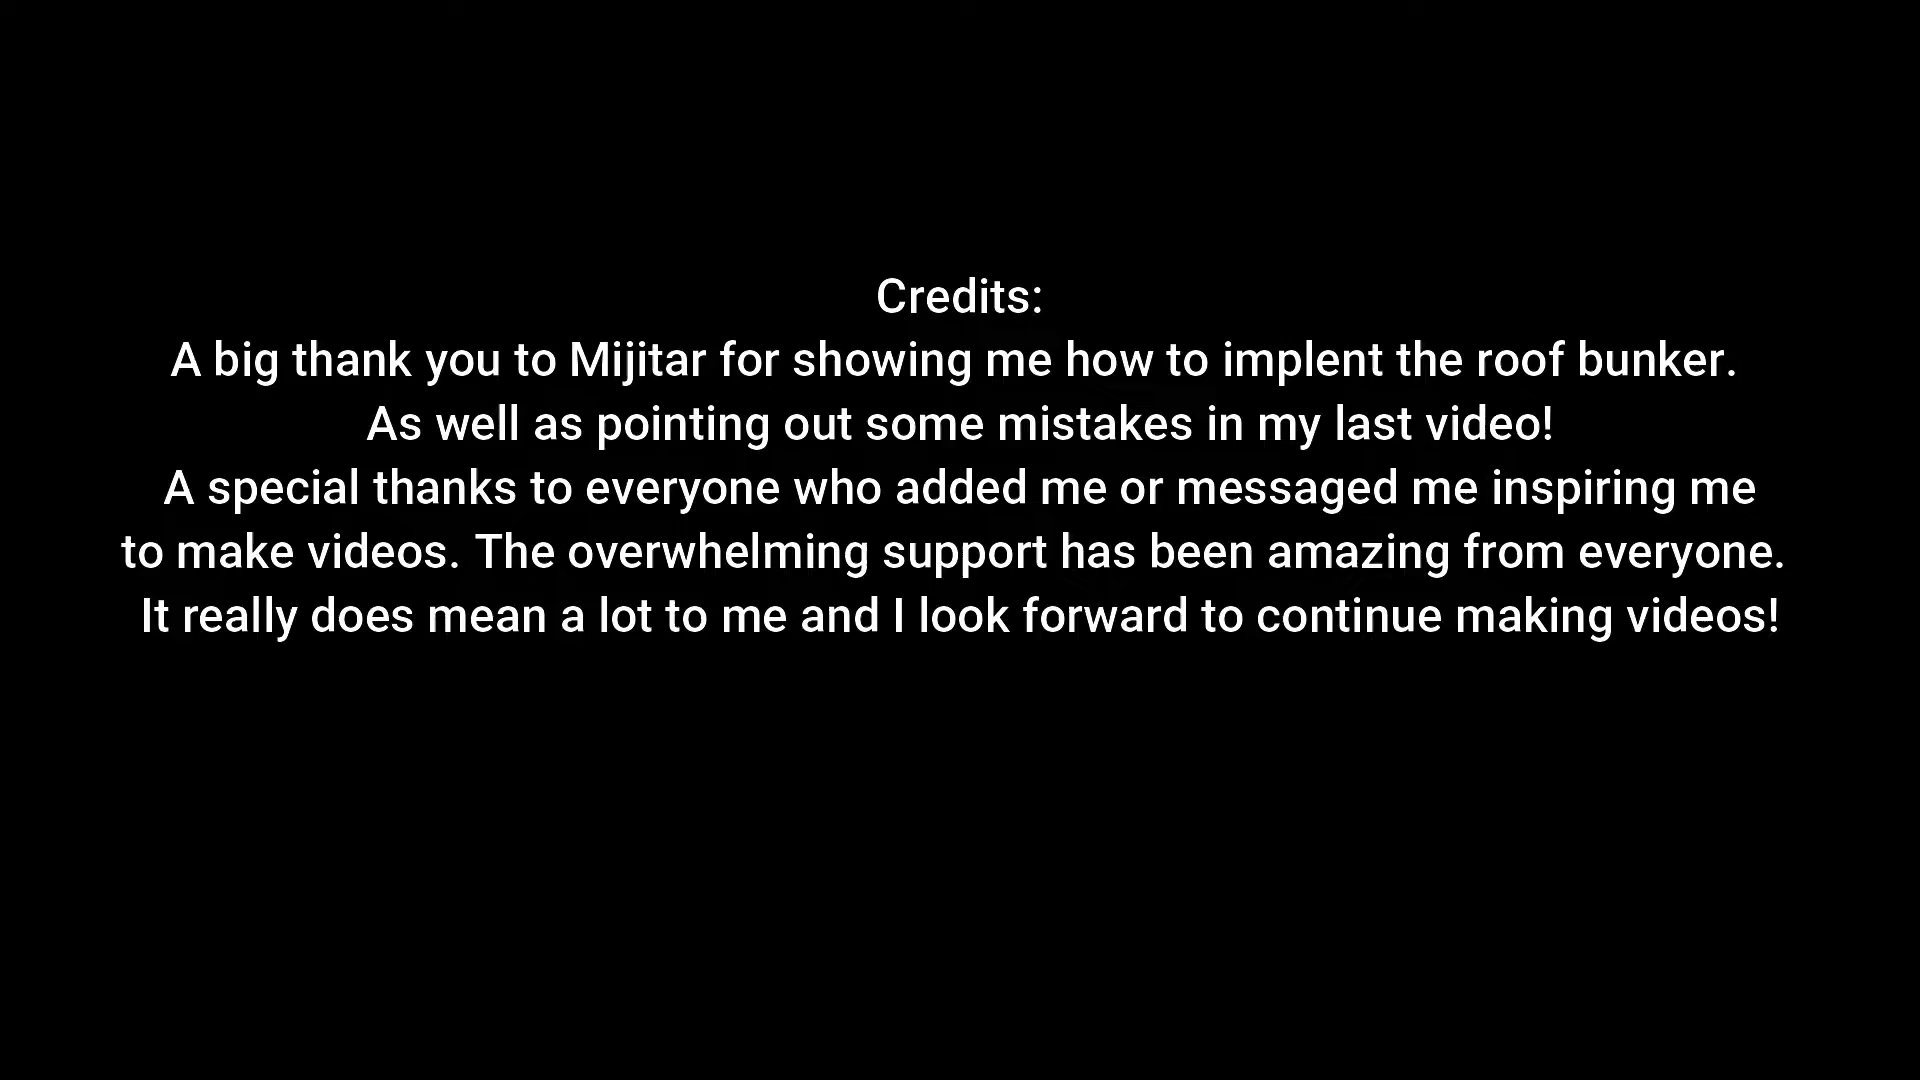 Credits:
A big thank you to Mijitar for showing me how to implent the roof bunker.
As well as pointing out some mistakes in my last video!
A special thanks to everyone who added me or messaged me inspiring me
to make videos. The overwhelming support has been amazing from everyone.
It really does mean a lot to me and I look forward to continue making videos!